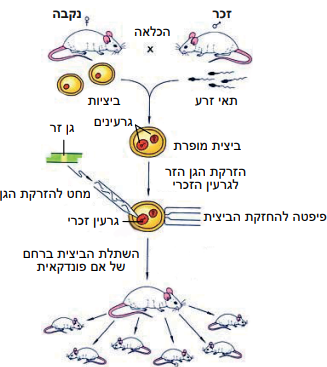 נקבה
זכר
♀
♂
הכלאה
x
ביציות
תאי זרע
גרעינים
גן זר
ביצית מופרת
הזרקת הגן הזר
לגרעין הזכרי
מחט להזרקת הגן
גרעין זכרי
פיפטה להחזקת הביצית
השתלת הביצית ברחם
של אם פונדקאית